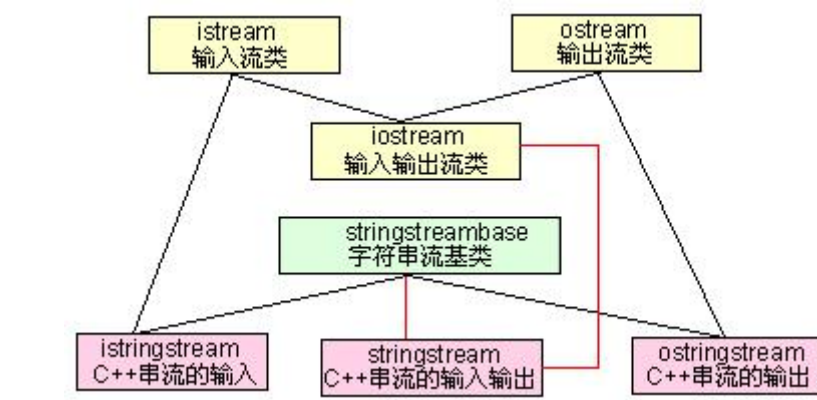 istream
输入流类
ostream
输出流类
iostream
输入输出流类
stringstreambase
字符串流基类
istringstream
C++串流的输入
stringstream
C++串流的输入输出
ostringstream
C++串流的输出